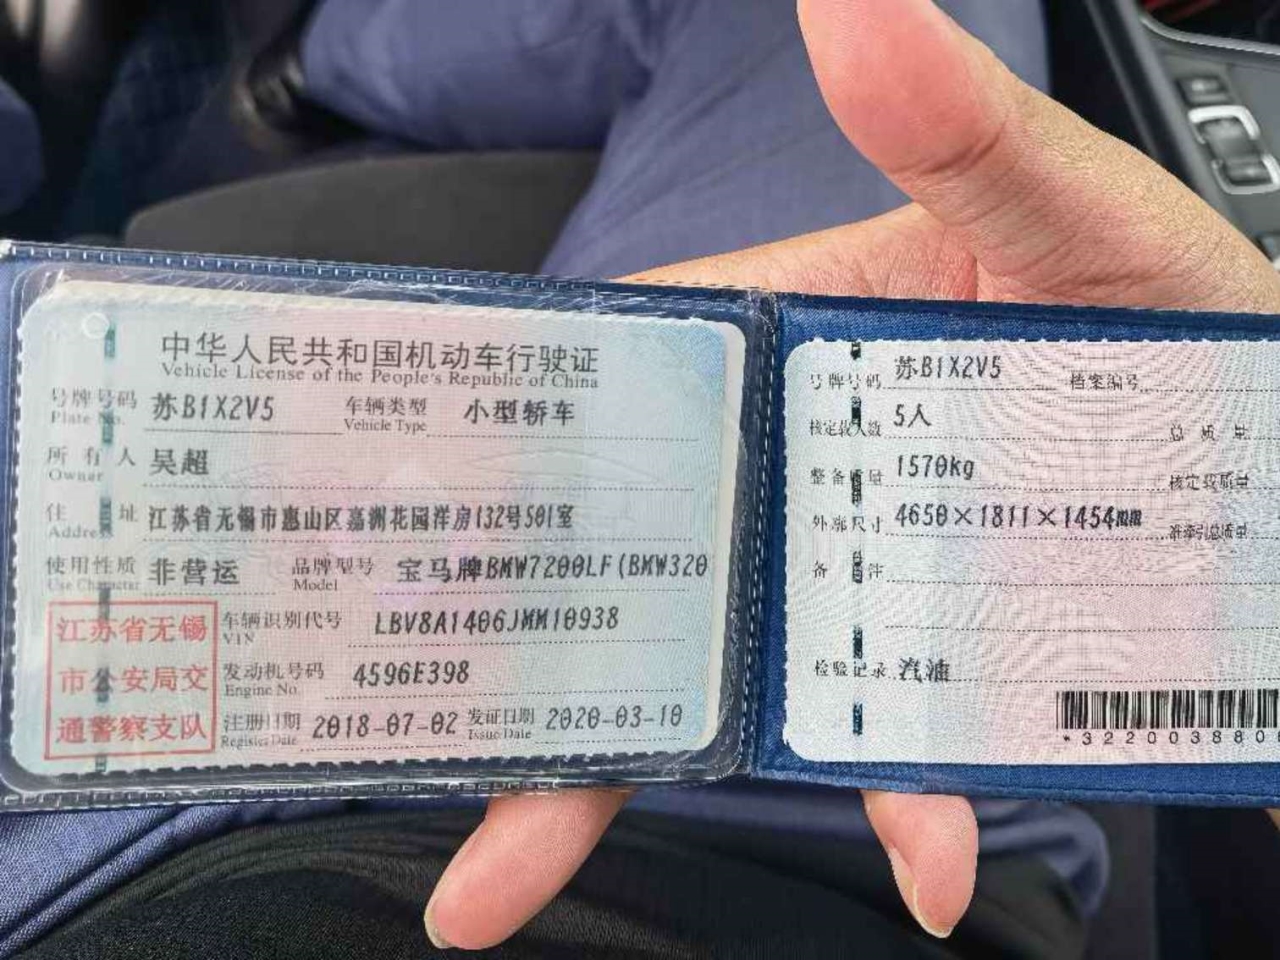 中华人民共和国机动车行驶证
Vehicle License of the People's Republic of China
号牌号码 苏B1X2V5 车辆类型 小型轿车
Plate No. Vehicle Type
所有人 吴超
Owner
住址 江苏省无锡市惠山区嘉洲花园洋房132号501室
Address
使用性质 非营运 品牌型号 宝马牌BMW7200LF(BMW320
Use Character Model
江苏省无锡
市公安局交
通警察支队
车辆识别代号 LBV8A1406JMM10938
VIN
发动机号码 4596E398
Engine No.
注册日期 2018-07-02 发证日期 2020-03-10
Register Date Issue Date
号牌号码 苏B1X2V5 档案编号
核定载人数 5人 总质量
整备质量 1570kg 核定载质量
外廓尺寸 4650×1811×1454mm 准牵引总质量
备注
检验记录 汽油
*322003880